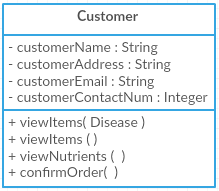 Customer
- customerName : String
- customerAddress : String
- customerEmail : String
- customerContactNum : Integer
+ viewItems( Disease )
+ viewItems ( )
+ viewNutrients (  )
+ confirmOrder(  )